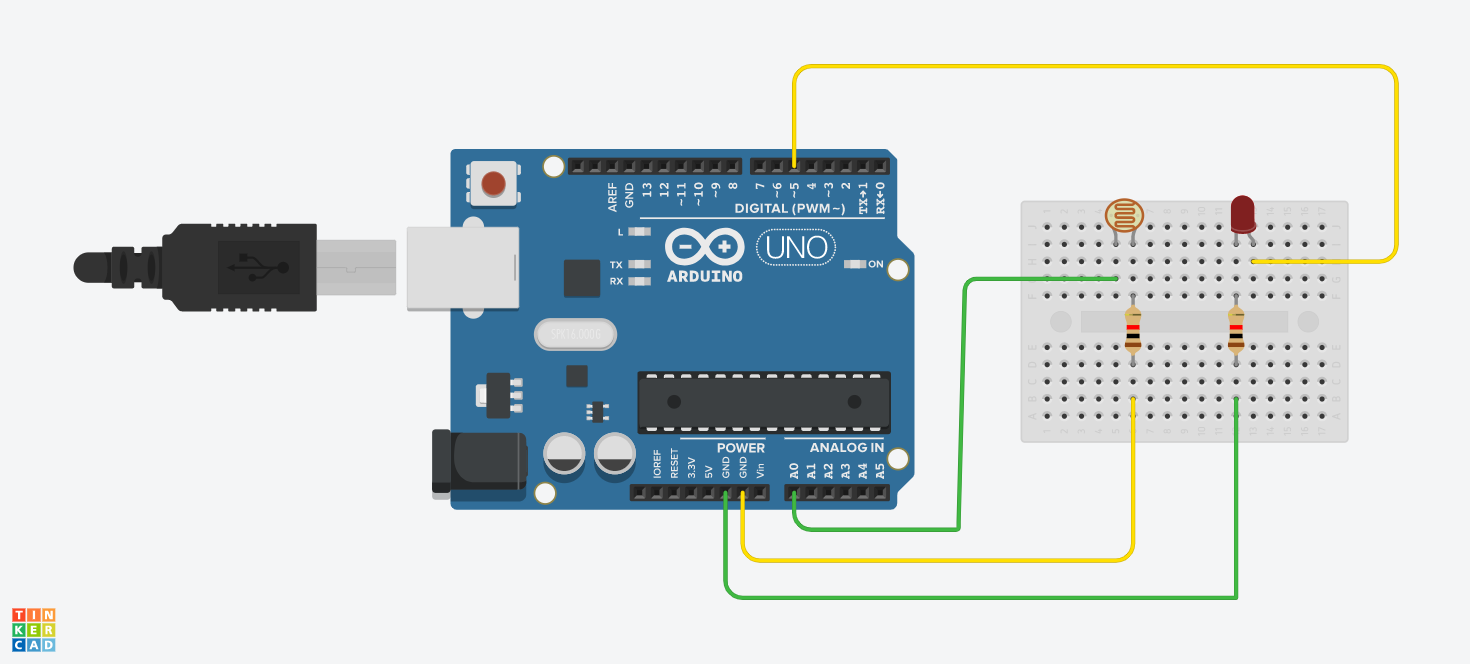 AREF
GND
13
12
~11
~10
~9
8
7
~6
~5
4
~3
2
TX→1
RX←0
DIGITAL (PWM~)
L
TX
RX
UNO
ARDUINO
ON
POWER
ANALOG IN
IOREF
RESET
3.3V
5V
GND
GND
Vin
A0
A1
A2
A3
A4
A5
TIN
KER
CAD